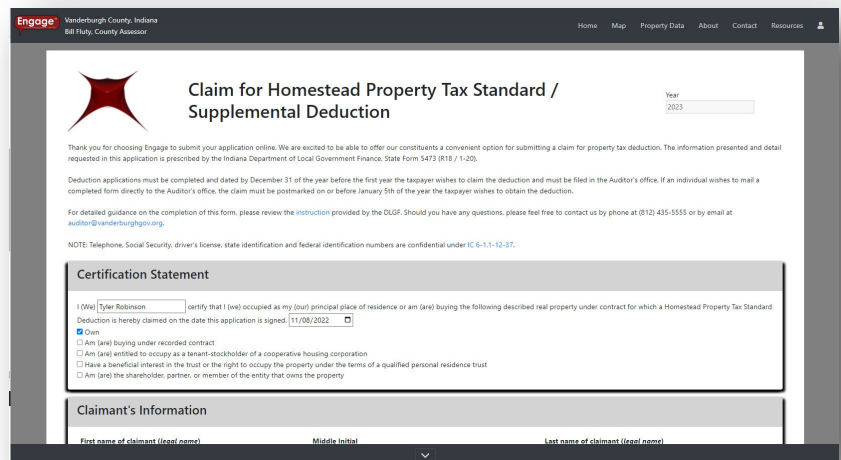 Engage™ Vanderburgh County, Indiana
Bill Fluty, County Assessor
Home Map Property Data About Contact Resources
Claim for Homestead Property Tax Standard /
Supplemental Deduction
Year
2023
Thank you for choosing Engage to submit your application online. We are excited to be able to offer our constituents a convenient option for submitting a claim for property tax deduction. The information presented and detail
requested in this application is prescribed by the Indiana Department of Local Government Finance, State Form 5473 (R18 / 1-20).
Deduction applications must be completed and dated by December 31 of the year before the first year the taxpayer wishes to claim the deduction and must be filed in the Auditor's office. If an individual wishes to mail a
completed form directly to the Auditor's office, the claim must be postmarked on or before January 5th of the year the taxpayer wishes to obtain the deduction.
For detailed guidance on the completion of this form, please review the instruction provided by the DLGF. Should you have any questions, please feel free to contact us by phone at (812) 435-5555 or by email at
auditor@vanderburghgov.org.
NOTE: Telephone, Social Security, driver's license, state identification and federal identification numbers are confidential under IC 6-1.1-12-37.
Certification Statement
I (We) Tyler Robinson certify that I (we) occupied as my (our) principal place of residence or am (are) buying the following described real property under contract for which a Homestead Property Tax Standard
Deduction is hereby claimed on the date this application is signed. 11/08/2022
Own
Am (are) buying under recorded contract
Am (are) entitled to occupy as a tenant-stockholder of a cooperative housing corporation
Have a beneficial interest in the trust or the right to occupy the property under the terms of a qualified personal residence trust
Am (are) the shareholder, partner, or member of the entity that owns the property
Claimant's Information
First name of claimant (legal name) Middle Initial Last name of claimant (legal name)